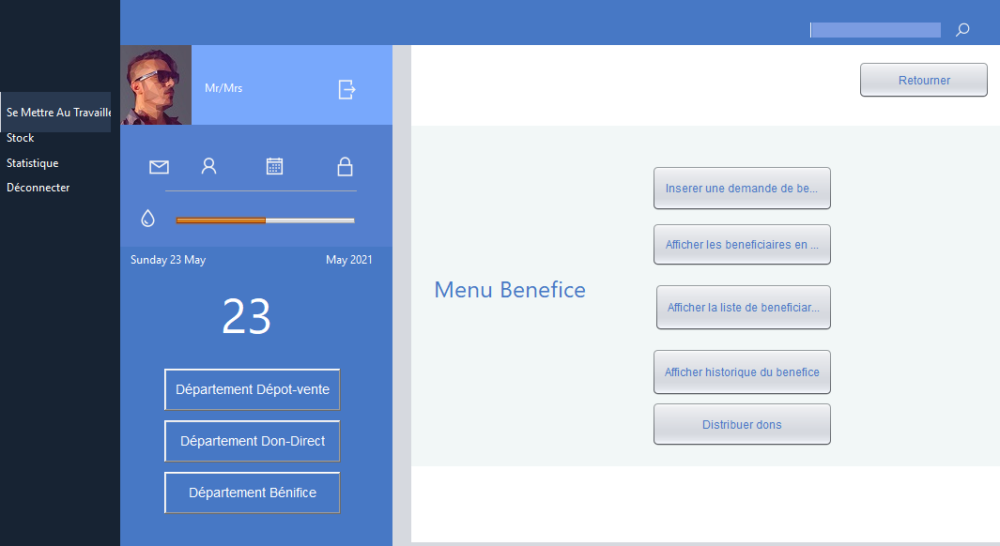 Se Mettre Au Travaille
Stock
Statistique
Déconnecter
Mr/Mrs
Sunday 23 May
May 2021
23
Département Dépot-vente
Département Don-Direct
Département Bénifice
Retourner
Menu Benefice
Inserer une demande de be...
Afficher les beneficiaires en ...
Afficher la liste de beneficiar...
Afficher historique du benefice
Distribuer dons